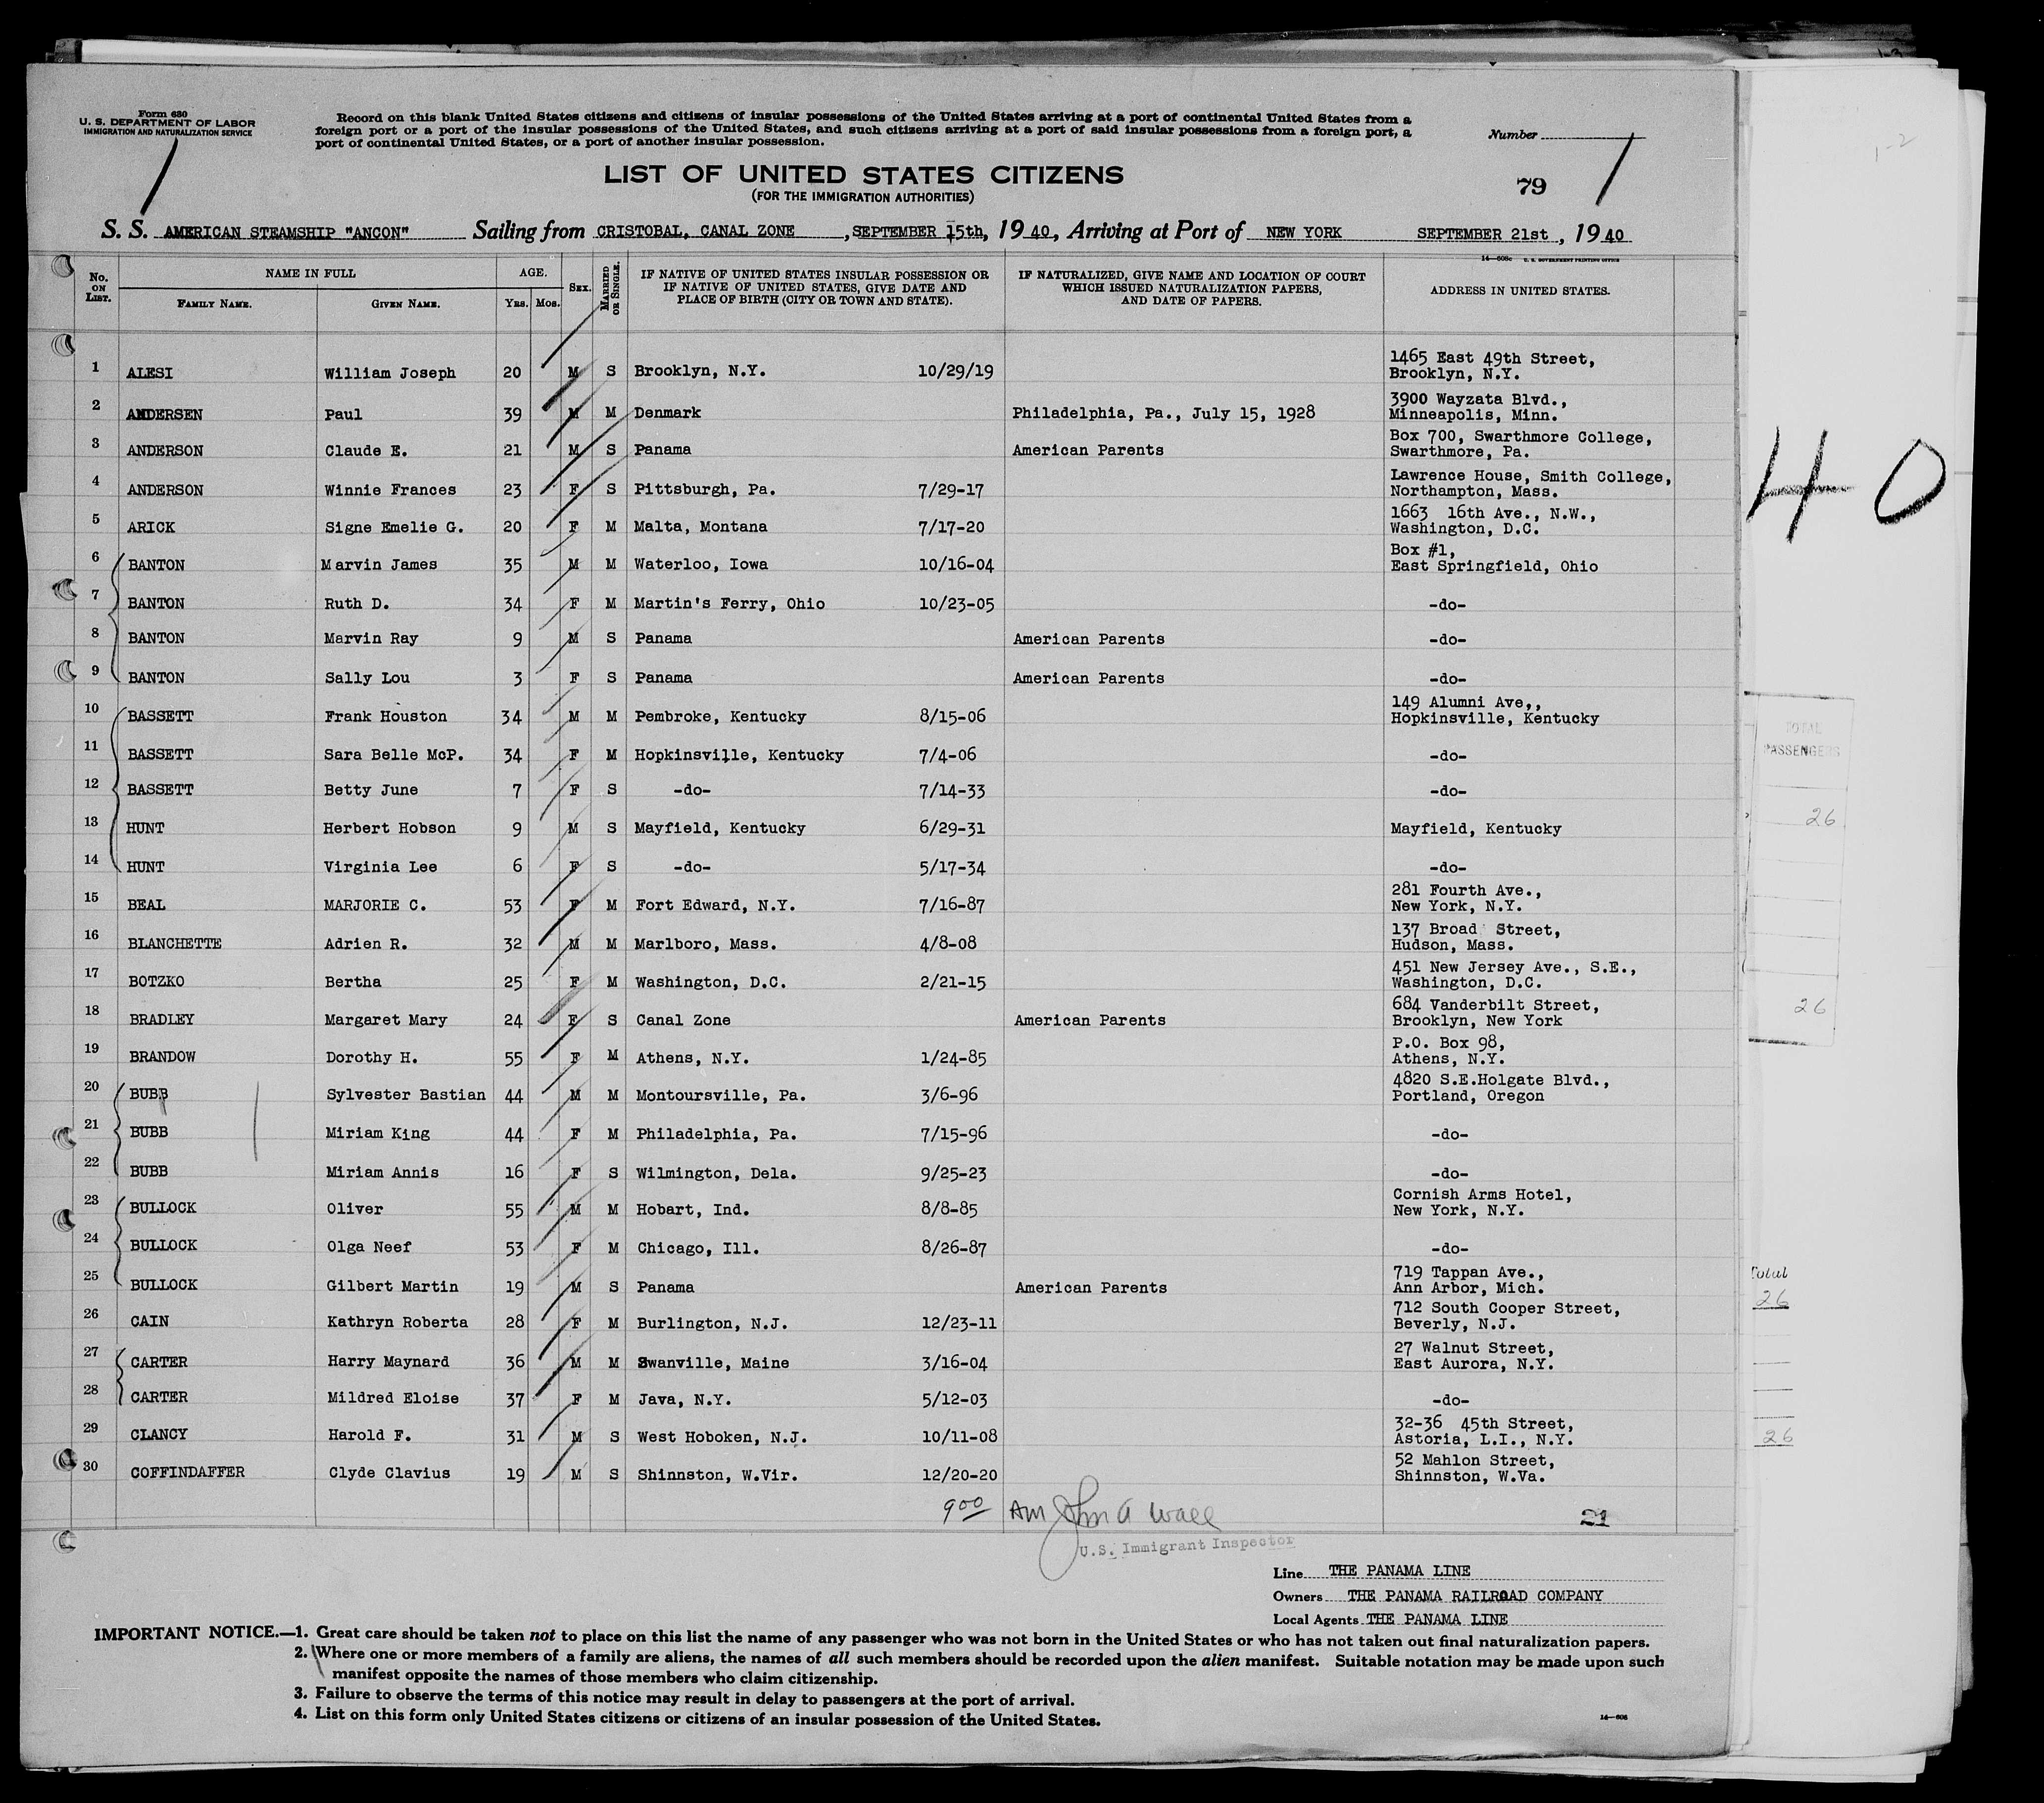 Form 630
U. S. DEPARTMENT OF LABOR
IMMIGRATION AND NATURALIZATION SERVICE
Record on this blank United States citizens and citizens of insular possessions of the United States arriving at a port of continental United States from a
foreign port or a port of the insular possessions of the United States, and such citizens arriving at a port of said insular possessions from a foreign port, a
port of continental United States, or a port of another insular possession.
Number
1-2
LIST OF UNITED STATES CITIZENS
(FOR THE IMMIGRATION AUTHORITIES)
79
S. S. AMERICAN STEAMSHIP "ANCON" Sailing from CRISTOBAL, CANAL ZONE , SEPTEMBER 15th, 19 40, Arriving at Port of NEW YORK SEPTEMBER 21st , 19 40
14-608c U. S. GOVERNMENT PRINTING OFFICE
No. ON LIST. NAME IN FULL FAMILY NAME. GIVEN NAME. AGE. YRS. MOS. SEX. MARRIED OR SINGLE. IF NATIVE OF UNITED STATES INSULAR POSSESSION OR IF NATIVE OF UNITED STATES, GIVE DATE AND PLACE OF BIRTH (CITY OR TOWN AND STATE). IF NATURALIZED, GIVE NAME AND LOCATION OF COURT WHICH ISSUED NATURALIZATION PAPERS, AND DATE OF PAPERS. ADDRESS IN UNITED STATES.
1 ALESI William Joseph 20 M S Brooklyn, N.Y. 10/29/19 1465 East 49th Street, Brooklyn, N.Y.
2 ANDERSEN Paul 39 M M Denmark Philadelphia, Pa., July 15, 1928 3900 Wayzata Blvd., Minneapolis, Minn.
3 ANDERSON Claude E. 21 M S Panama American Parents Box 700, Swarthmore College, Swarthmore, Pa.
4 ANDERSON Winnie Frances 23 F S Pittsburgh, Pa. 7/29-17 Lawrence House, Smith College, Northampton, Mass.
5 ARICK Signe Emelie G. 20 F M Malta, Montana 7/17-20 1663 16th Ave., N.W., Washington, D.C.
6 BANTON Marvin James 35 M M Waterloo, Iowa 10/16-04 Box #1, East Springfield, Ohio
7 BANTON Ruth D. 34 F M Martin's Ferry, Ohio 10/23-05 -do-
8 BANTON Marvin Ray 9 M S Panama American Parents -do-
9 BANTON Sally Lou 3 F S Panama American Parents -do-
10 BASSETT Frank Houston 34 M M Pembroke, Kentucky 8/15-06 149 Alumni Ave,, Hopkinsville, Kentucky
11 BASSETT Sara Belle McP. 34 F M Hopkinsville, Kentucky 7/4-06 -do-
12 BASSETT Betty June 7 F S -do- 7/14-33 -do-
13 HUNT Herbert Hobson 9 M S Mayfield, Kentucky 6/29-31 Mayfield, Kentucky
14 HUNT Virginia Lee 6 F S -do- 5/17-34 -do-
15 BEAL MARJORIE C. 53 F M Fort Edward, N.Y. 7/16-87 281 Fourth Ave., New York, N.Y.
16 BLANCHETTE Adrien R. 32 M M Marlboro, Mass. 4/8-08 137 Broad Street, Hudson, Mass.
17 BOTZKO Bertha 25 F M Washington, D.C. 2/21-15 451 New Jersey Ave., S.E., Washington, D.C.
18 BRADLEY Margaret Mary 24 F S Canal Zone American Parents 684 Vanderbilt Street, Brooklyn, New York
19 BRANDOW Dorothy H. 55 F M Athens, N.Y. 1/24-85 P.O. Box 98, Athens, N.Y.
20 BUBB Sylvester Bastian 44 M M Montoursville, Pa. 3/6-96 4820 S.E.Holgate Blvd., Portland, Oregon
21 BUBB Miriam King 44 F M Philadelphia, Pa. 7/15-96 -do-
22 BUBB Miriam Annis 16 F S Wilmington, Dela. 9/25-23 -do-
23 BULLOCK Oliver 55 M M Hobart, Ind. 8/8-85 Cornish Arms Hotel, New York, N.Y.
24 BULLOCK Olga Neef 53 F M Chicago, Ill. 8/26-87 -do-
25 BULLOCK Gilbert Martin 19 M S Panama American Parents 719 Tappan Ave., Ann Arbor, Mich.
26 CAIN Kathryn Roberta 28 F M Burlington, N.J. 12/23-11 712 South Cooper Street, Beverly, N.J.
27 CARTER Harry Maynard 36 M M Swanville, Maine 3/16-04 27 Walnut Street, East Aurora, N.Y.
28 CARTER Mildred Eloise 37 F M Java, N.Y. 5/12-03 -do-
29 CLANCY Harold F. 31 M S West Hoboken, N.J. 10/11-08 32-36 45th Street, Astoria, L.I., N.Y.
30 COFFINDAFFER Clyde Clavius 19 M S Shinnston, W.Vir. 12/20-20 52 Mahlon Street, Shinnston, W.Va.
9 00 AM John A Wall 21
U.S. Immigrant Inspector
Line THE PANAMA LINE
Owners THE PANAMA RAILROAD COMPANY
Local Agents THE PANAMA LINE
IMPORTANT NOTICE.—1. Great care should be taken not to place on this list the name of any passenger who was not born in the United States or who has not taken out final naturalization papers.
2. Where one or more members of a family are aliens, the names of all such members should be recorded upon the alien manifest. Suitable notation may be made upon such
manifest opposite the names of those members who claim citizenship.
3. Failure to observe the terms of this notice may result in delay to passengers at the port of arrival.
4. List on this form only United States citizens or citizens of an insular possession of the United States.
14-608
40
TOTAL
PASSENGERS
26
26
Total
26
26